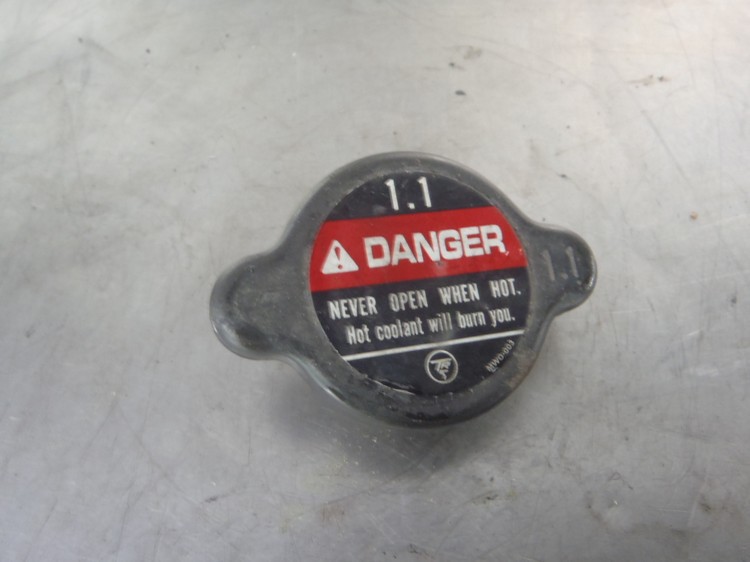 1.1
DANGER
1.1
NEVER OPEN WHEN HOT.
Hot coolant will burn you.